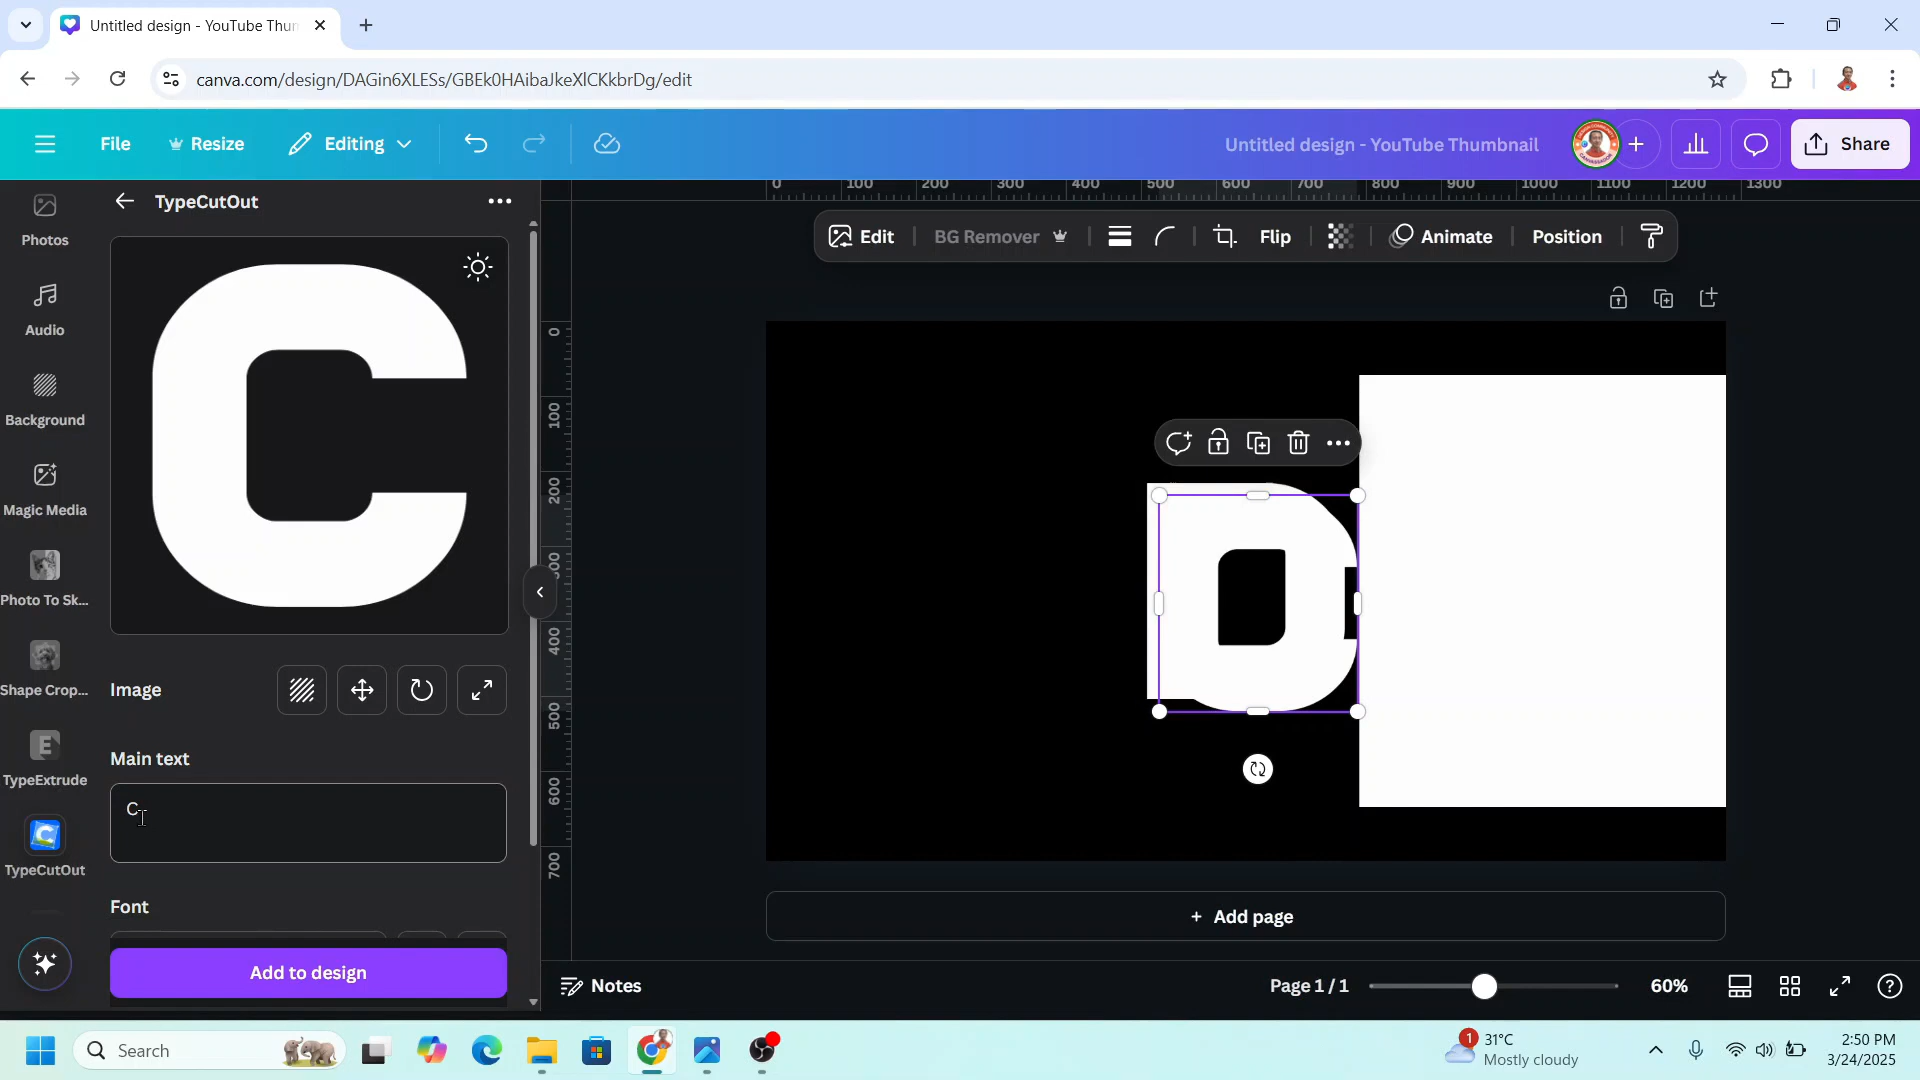 Untitled design - YouTube Thun
canva.com/design/DAGin6XLESs/GBEk0HAibaJkeXlCKkbrDg/edit
File
Resize
Editing
Untitled design - YouTube Thumbnail
Share
Photos
Audio
Background
Magic Media
Photo To Sk...
Shape Crop...
TypeExtrude
TypeCutOut
TypeCutOut
C
Image
Main text
C
Font
Add to design
Edit
BG Remover
Flip
Animate
Position
0 100 200 300 400 500 600 700 800 900 1000 1100 1200 1300
0
100
200
300
400
500
600
700
D
+ Add page
Notes
Page 1 / 1
60%
Search
1
31°C
Mostly cloudy
2:50 PM
3/24/2025